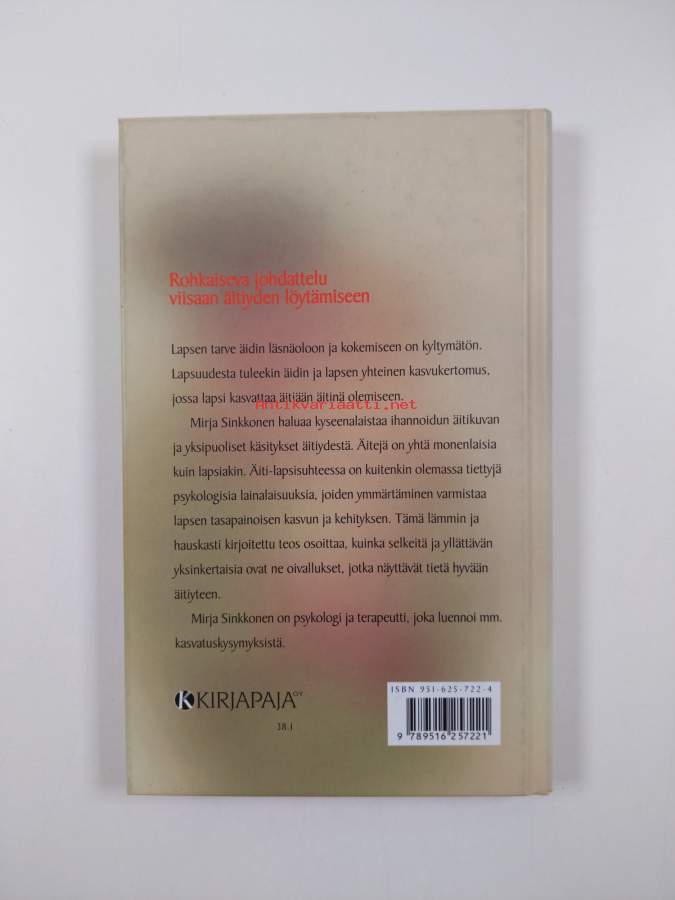 Rohkaiseva johdattelu
viisaan äitiyden löytämiseen
Lapsen tarve äidin läsnäoloon ja kokemiseen on kyltymätön.
Lapsuudesta tuleekin äidin ja lapsen yhteinen kasvukertomus,
jossa lapsi kasvattaa äitiään äitinä olemiseen.
Antikvariaatti.net
Mirja Sinkkonen haluaa kyseenalaistaa ihannoidun äitikuvan
ja yksipuoliset käsitykset äitiydestä. Äitejä on yhtä monenlaisia
kuin lapsiakin. Äiti-lapsisuhteessa on kuitenkin olemassa tiettyjä
psykologisia lainalaisuuksia, joiden ymmärtäminen varmistaa
lapsen tasapainoisen kasvun ja kehityksen. Tämä lämmin ja
hauskasti kirjoitettu teos osoittaa, kuinka selkeitä ja yllättävän
yksinkertaisia ovat ne oivallukset, jotka näyttävät tietä hyvään
äitiyteen.
Mirja Sinkkonen on psykologi ja terapeutti, joka luennoi mm.
kasvatuskysymyksistä.
KIRJAPAJA OY
38.1
ISBN 951-625-722-4
9 789516 257221